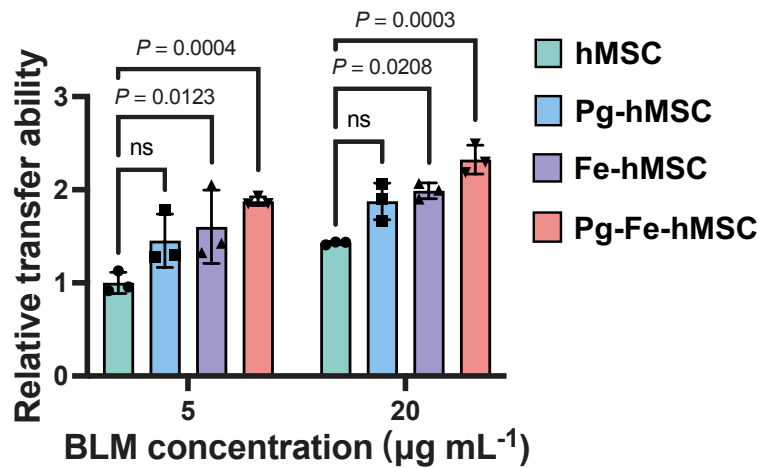 P = 0.0003
P = 0.0004
P = 0.0208
P = 0.0123
ns
ns
hMSC
Pg-hMSC
Fe-hMSC
Pg-Fe-hMSC
Relative transfer ability
3
2
1
0
5
20
BLM concentration (µg mL⁻¹)